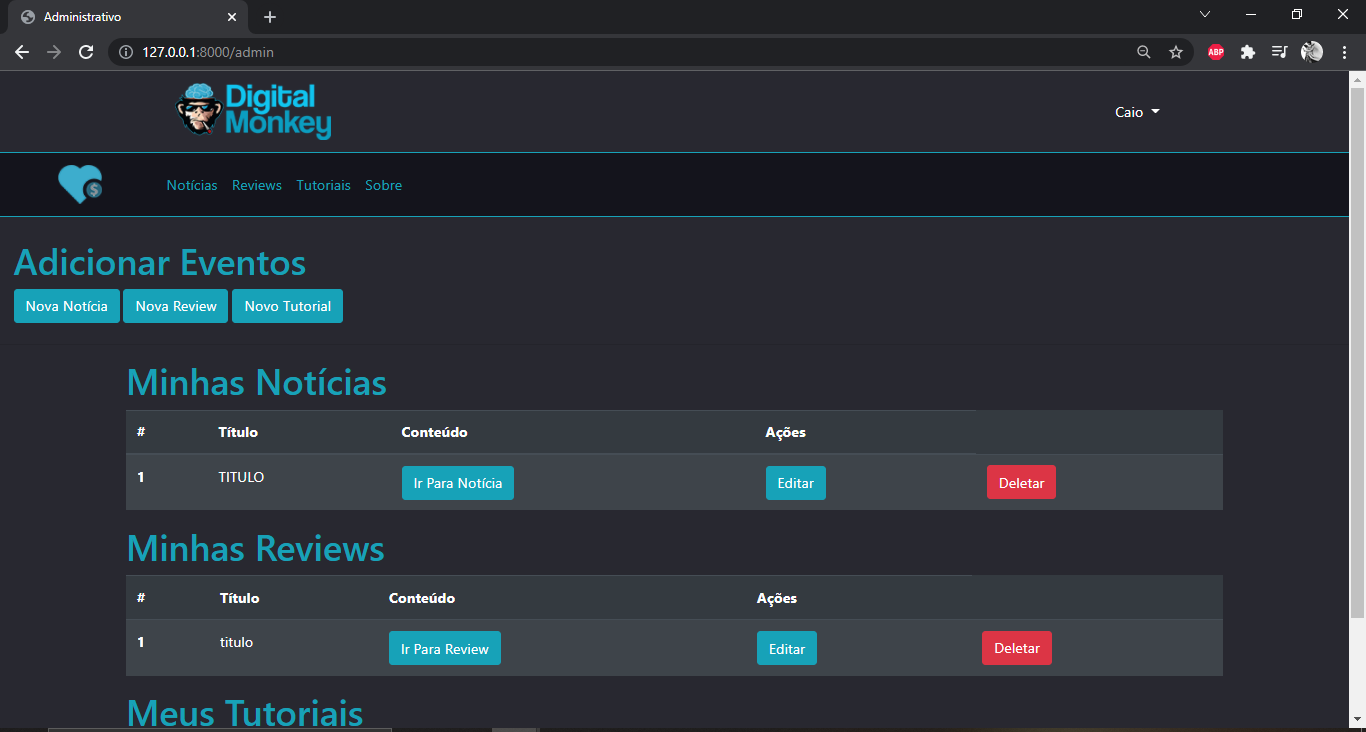 Administrativo
127.0.0.1:8000/admin
ABP
Digital
Monkey
Caio
$
Notícias Reviews Tutoriais Sobre
Adicionar Eventos
Nova Notícia Nova Review Novo Tutorial
Minhas Notícias
# Título Conteúdo Ações
1 TITULO Ir Para Notícia Editar Deletar
Minhas Reviews
# Título Conteúdo Ações
1 titulo Ir Para Review Editar Deletar
Meus Tutoriais